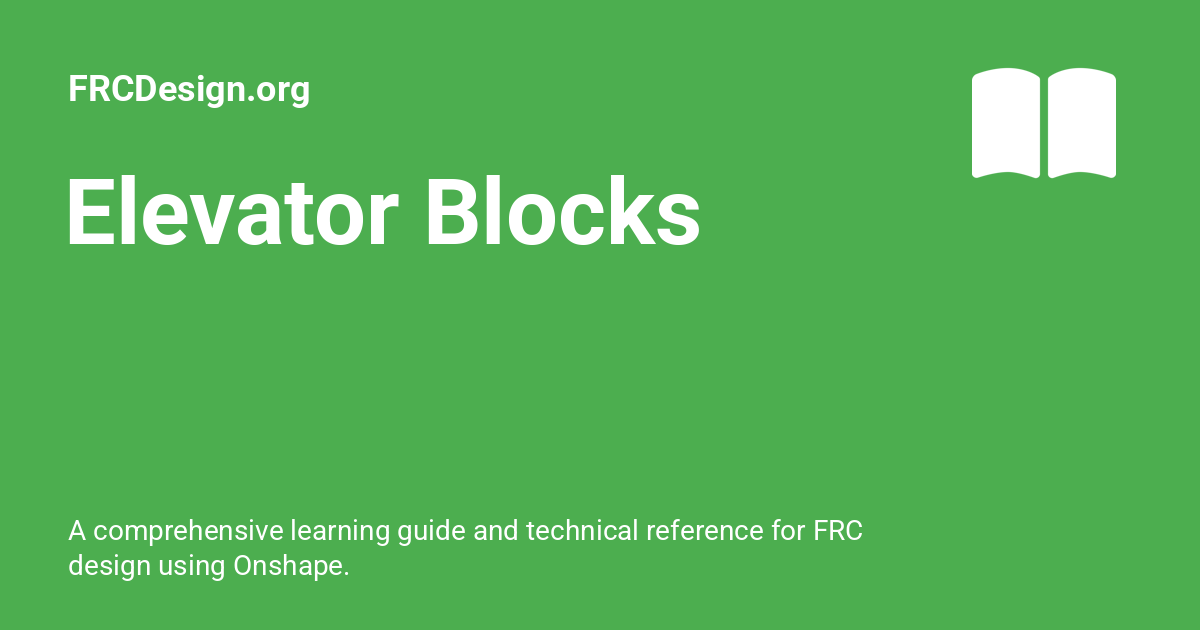 FRCDesign.org
Elevator Blocks
A comprehensive learning guide and technical reference for FRC
design using Onshape.